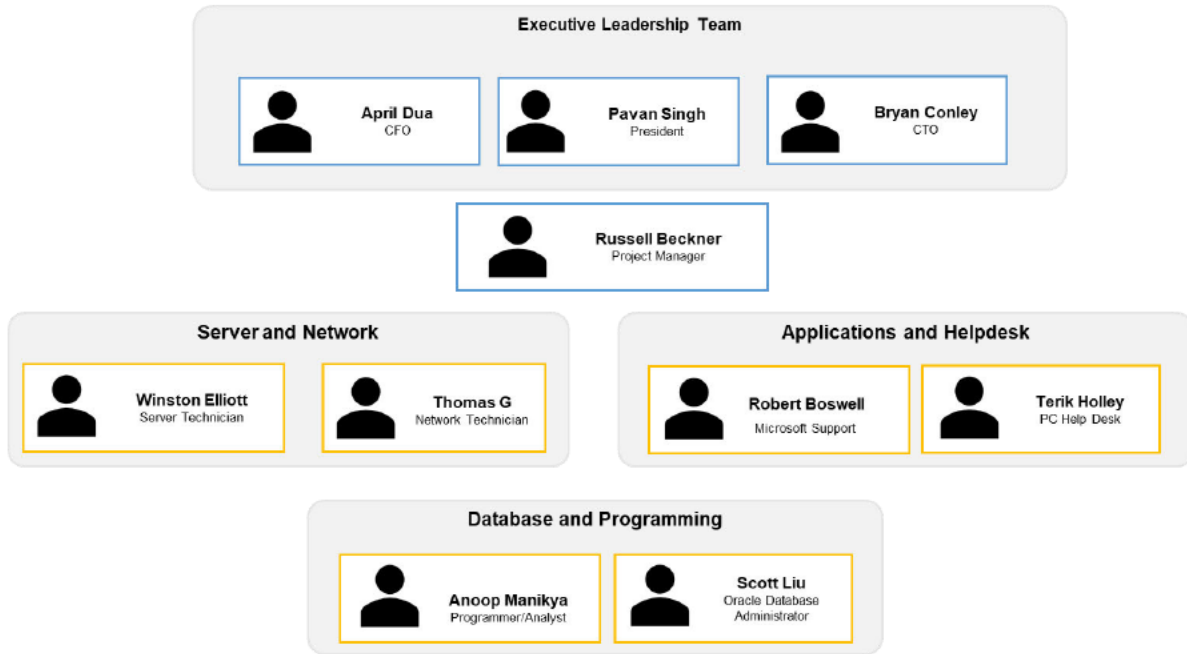 Executive Leadership Team
April Dua
CFO
Pavan Singh
President
Bryan Conley
CTO
Russell Beckner
Project Manager
Server and Network
Winston Elliott
Server Technician
Thomas G
Network Technician
Applications and Helpdesk
Robert Boswell
Microsoft Support
Terik Holley
PC Help Desk
Database and Programming
Anoop Manikya
Programmer/Analyst
Scott Liu
Oracle Database
Administrator